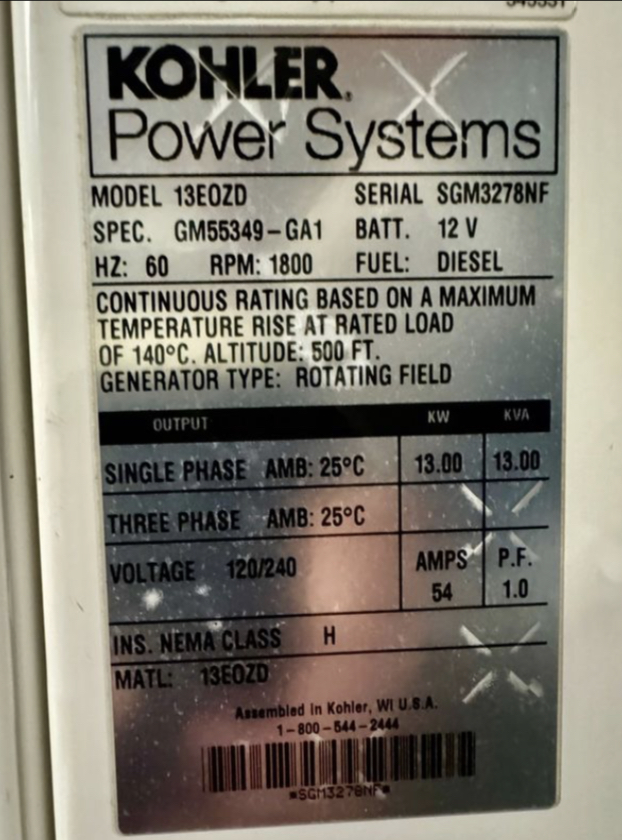 KOHLER®
Power Systems
MODEL 13EOZD SERIAL SGM3278NF
SPEC. GM55349-GA1 BATT. 12 V
HZ: 60 RPM: 1800 FUEL: DIESEL
CONTINUOUS RATING BASED ON A MAXIMUM
TEMPERATURE RISE AT RATED LOAD
OF 140°C. ALTITUDE: 500 FT.
GENERATOR TYPE: ROTATING FIELD
OUTPUT KW KVA
SINGLE PHASE AMB: 25°C 13.00 13.00
THREE PHASE AMB: 25°C
VOLTAGE 120/240 AMPS P.F.
54 1.0
INS. NEMA CLASS H
MATL: 13EOZD
Assembled in Kohler, WI U.S.A.
1-800-544-2444
*SGM3278NF*